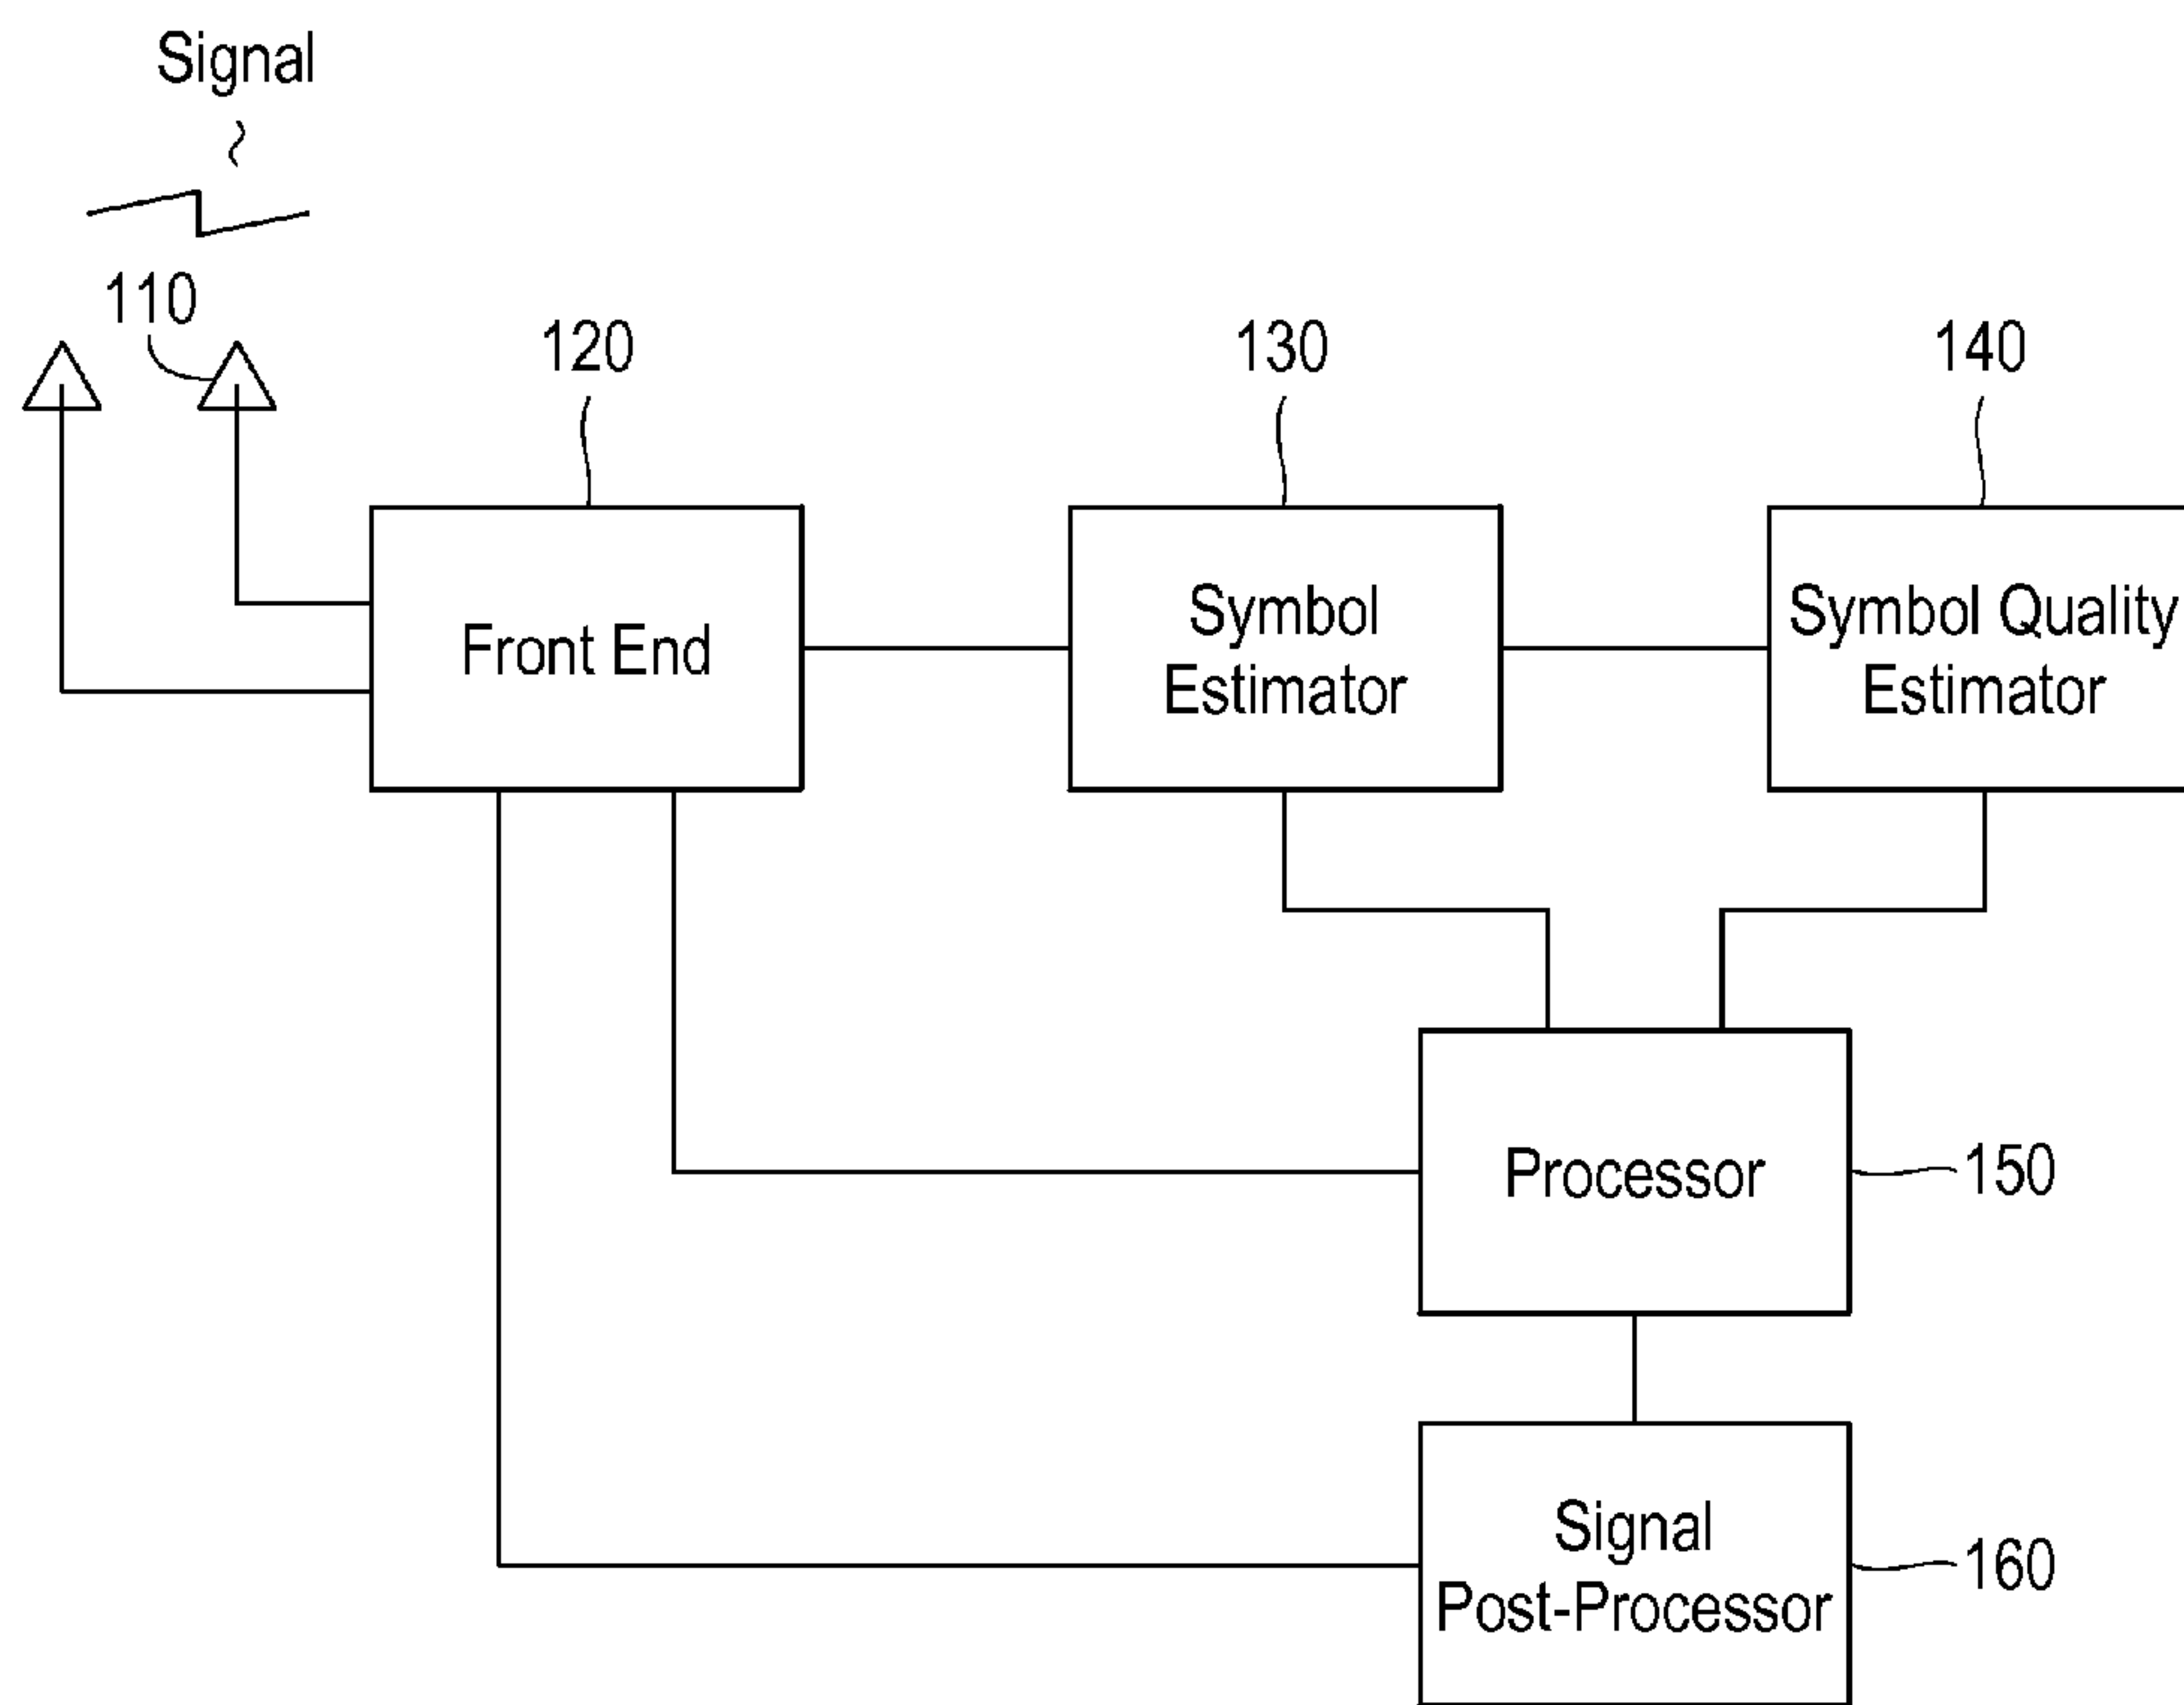 Signal
110
120
130
140
Front End
Symbol
Estimator
Symbol Quality
Estimator
Processor
150
Signal
Post-Processor
160